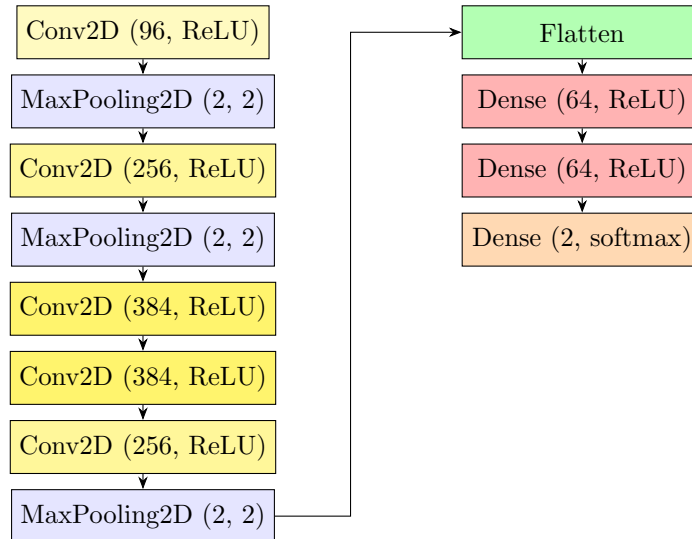 Conv2D (96, ReLU)
MaxPooling2D (2, 2)
Conv2D (256, ReLU)
MaxPooling2D (2, 2)
Conv2D (384, ReLU)
Conv2D (384, ReLU)
Conv2D (256, ReLU)
MaxPooling2D (2, 2)
Flatten
Dense (64, ReLU)
Dense (64, ReLU)
Dense (2, softmax)